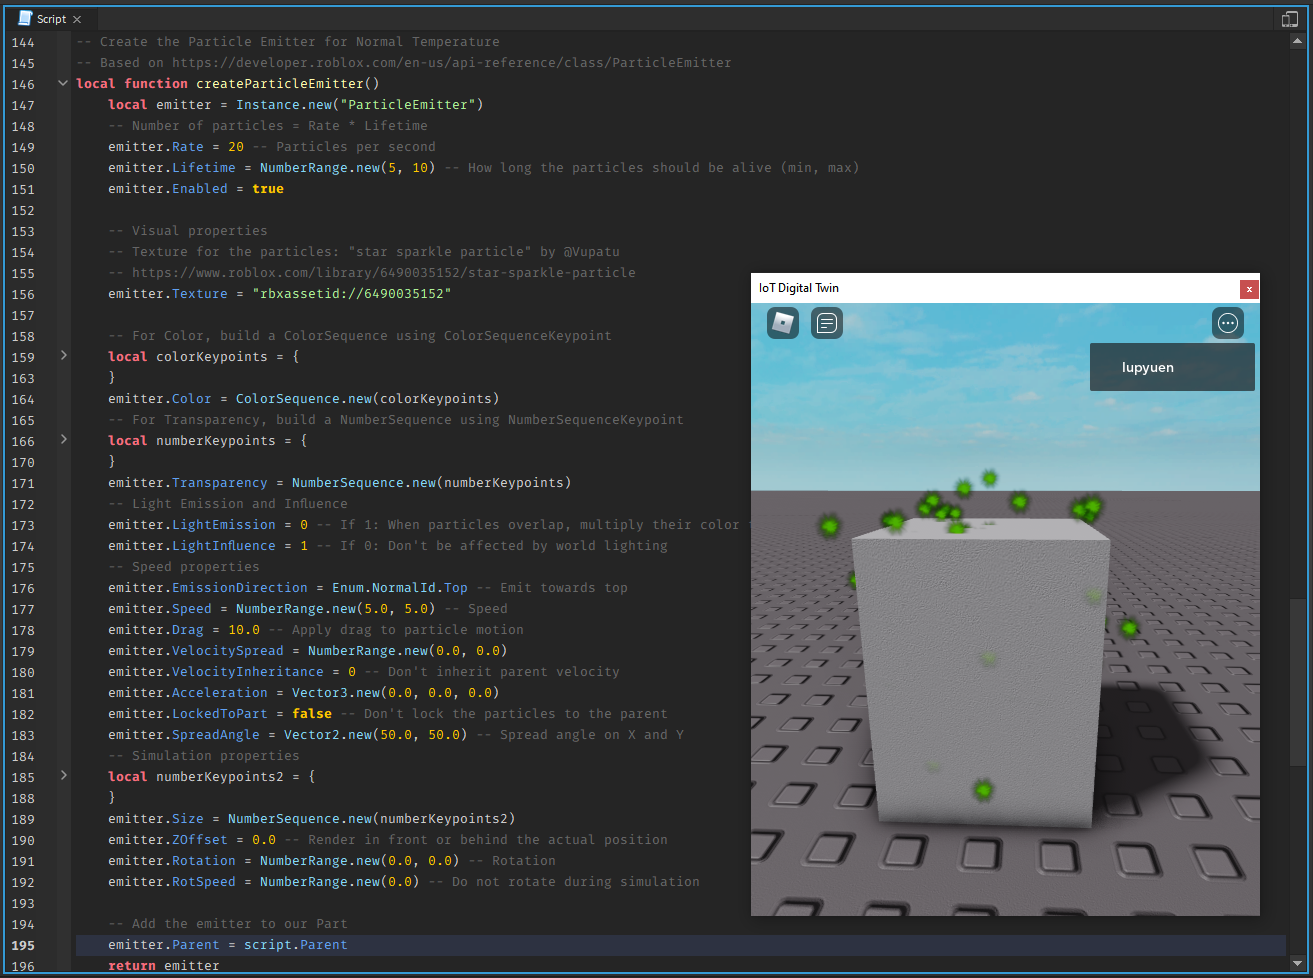 Script
144 -- Create the Particle Emitter for Normal Temperature
145 -- Based on https://developer.roblox.com/en-us/api-reference/class/ParticleEmitter
146 local function createParticleEmitter()
147 local emitter = Instance.new("ParticleEmitter")
148 -- Number of particles = Rate * Lifetime
149 emitter.Rate = 20 -- Particles per second
150 emitter.Lifetime = NumberRange.new(5, 10) -- How long the particles should be alive (min, max)
151 emitter.Enabled = true
152
153 -- Visual properties
154 -- Texture for the particles: "star sparkle particle" by @Vupatu
155 -- https://www.roblox.com/library/6490035152/star-sparkle-particle
156 emitter.Texture = "rbxassetid://6490035152"
157
158 -- For Color, build a ColorSequence using ColorSequenceKeypoint
159 local colorKeypoints = {
163 }
164 emitter.Color = ColorSequence.new(colorKeypoints)
165 -- For Transparency, build a NumberSequence using NumberSequenceKeypoint
166 local numberKeypoints = {
170 }
171 emitter.Transparency = NumberSequence.new(numberKeypoints)
172 -- Light Emission and Influence
173 emitter.LightEmission = 0 -- If 1: When particles overlap, multiply their color
174 emitter.LightInfluence = 1 -- If 0: Don't be affected by world lighting
175 -- Speed properties
176 emitter.EmissionDirection = Enum.NormalId.Top -- Emit towards top
177 emitter.Speed = NumberRange.new(5.0, 5.0) -- Speed
178 emitter.Drag = 10.0 -- Apply drag to particle motion
179 emitter.VelocitySpread = NumberRange.new(0.0, 0.0)
180 emitter.VelocityInheritance = 0 -- Don't inherit parent velocity
181 emitter.Acceleration = Vector3.new(0.0, 0.0, 0.0)
182 emitter.LockedToPart = false -- Don't lock the particles to the parent
183 emitter.SpreadAngle = Vector2.new(50.0, 50.0) -- Spread angle on X and Y
184 -- Simulation properties
185 local numberKeypoints2 = {
188 }
189 emitter.Size = NumberSequence.new(numberKeypoints2)
190 emitter.ZOffset = 0.0 -- Render in front or behind the actual position
191 emitter.Rotation = NumberRange.new(0.0, 0.0) -- Rotation
192 emitter.RotSpeed = NumberRange.new(0.0) -- Do not rotate during simulation
193
194 -- Add the emitter to our Part
195 emitter.Parent = script.Parent
196 return emitter
IoT Digital Twin
lupyuen